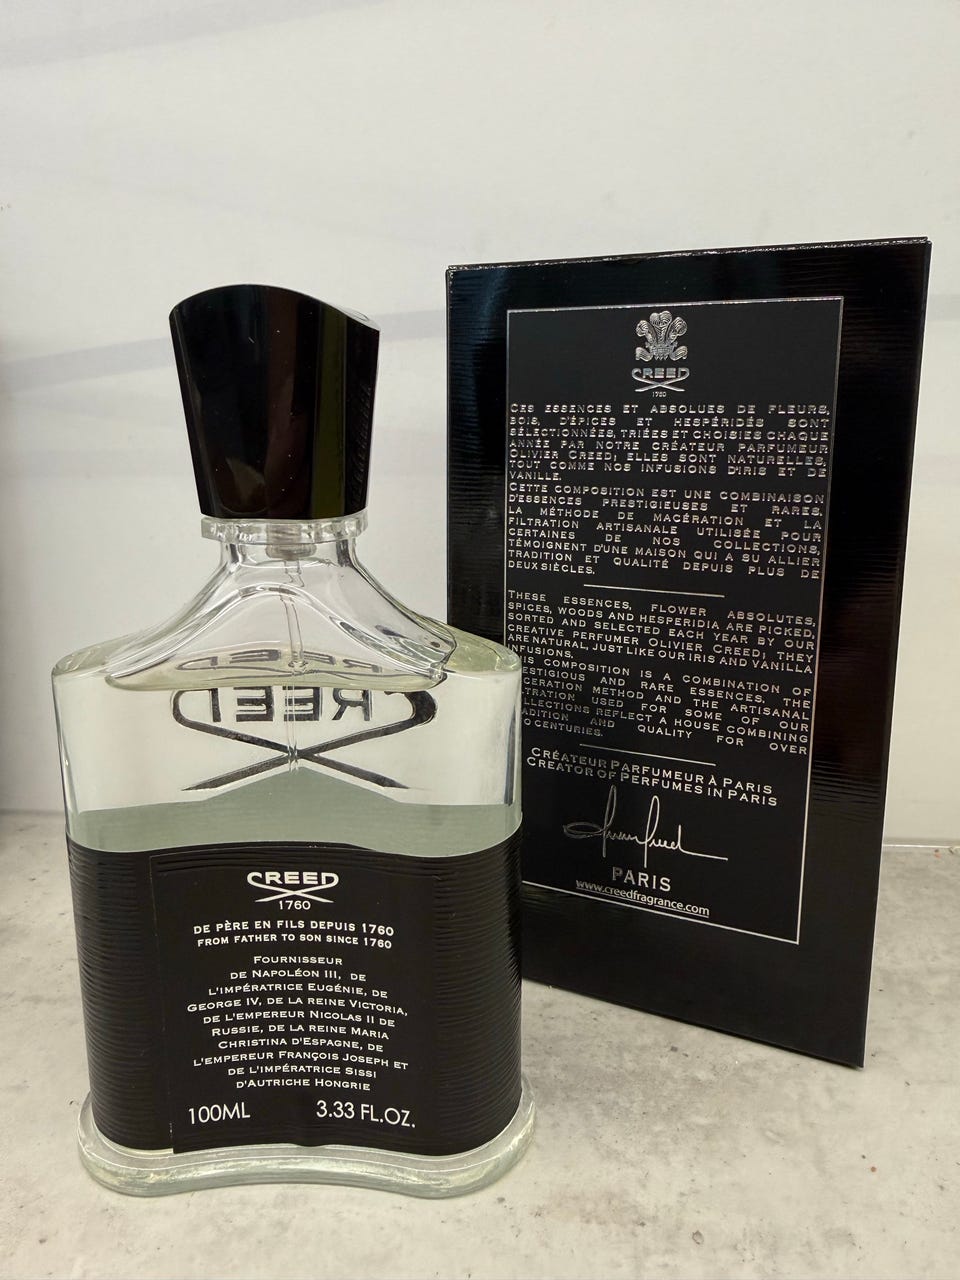 CREED
1760
DE PÈRE EN FILS DEPUIS 1760
FROM FATHER TO SON SINCE 1760
FOURNISSEUR
DE NAPOLÉON III, DE
L'IMPÉRATRICE EUGÉNIE, DE
GEORGE IV, DE LA REINE VICTORIA,
DE L'EMPEREUR NICOLAS II DE
RUSSIE, DE LA REINE MARIA
CHRISTINA D'ESPAGNE, DE
L'EMPEREUR FRANÇOIS JOSEPH ET
DE L'IMPÉRATRICE SISSI
D'AUTRICHE HONGRIE
100ML 3.33 FL.OZ.
CREED
CREED
CREED
1760
CES ESSENCES ET ABSOLUES DE FLEURS,
BOIS, D'ÉPICES ET HESPÉRIDÉS SONT
SÉLECTIONNÉES, TRIÉES ET CHOISIES CHAQUE
ANNÉE PAR NOTRE CRÉATEUR PARFUMEUR
OLIVIER CREED; ELLES SONT NATURELLES,
TOUT COMME NOS INFUSIONS D'IRIS ET DE
VANILLE.
CETTE COMPOSITION EST UNE COMBINAISON
D'ESSENCES PRESTIGIEUSES ET RARES.
LA MÉTHODE DE MACÉRATION ET LA
FILTRATION ARTISANALE UTILISÉE POUR
CERTAINES DE NOS COLLECTIONS,
TÉMOIGNENT D'UNE MAISON QUI A SU ALLIER
TRADITION ET QUALITÉ DEPUIS PLUS DE
DEUX SIÈCLES.
THESE ESSENCES, FLOWER ABSOLUTES,
SPICES, WOODS AND HESPERIDIA ARE PICKED,
SORTED AND SELECTED EACH YEAR BY OUR
CREATIVE PERFUMER OLIVIER CREED; THEY
ARE NATURAL, JUST LIKE OUR IRIS AND VANILLA
INFUSIONS.
HIS COMPOSITION IS A COMBINATION OF
ESTIGIOUS AND RARE ESSENCES. THE
CERATION METHOD AND THE ARTISANAL
LTRATION USED FOR SOME OF OUR
LLECTIONS REFLECT A HOUSE COMBINING
ADITION AND QUALITY FOR OVER
O CENTURIES.
CRÉATEUR PARFUMEUR À PARIS
CREATOR OF PERFUMES IN PARIS
PARIS
www.creedfragrance.com